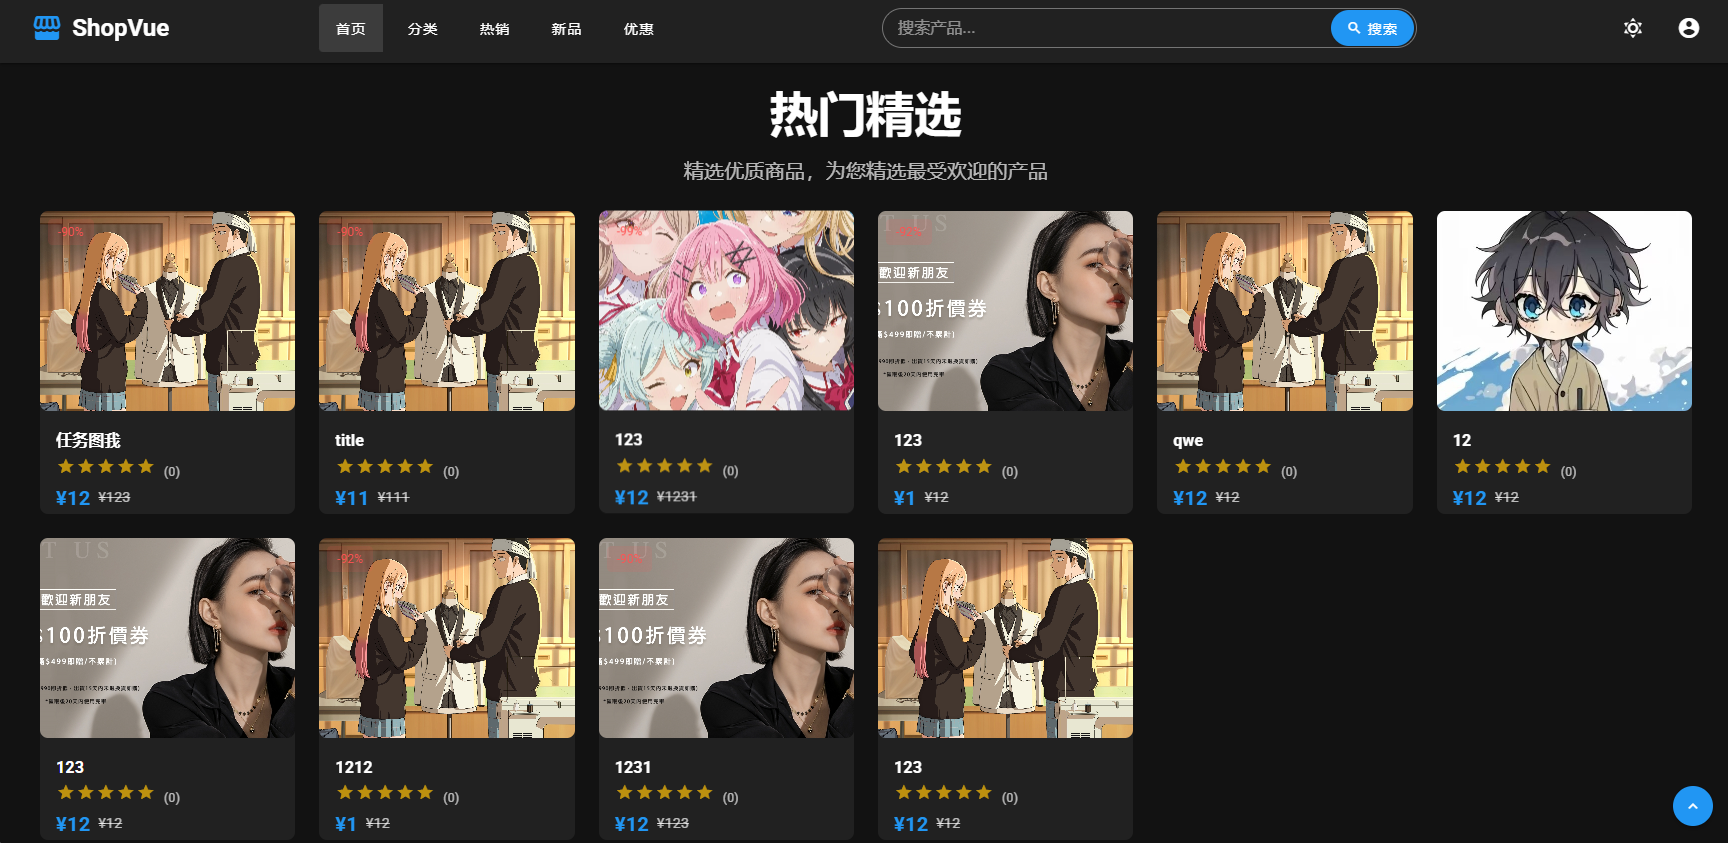 ShopVue
首页
分类
热销
新品
优惠
搜索产品...
搜索
热门精选
精选优质商品，为您精选最受欢迎的产品
-90%
任务图我
(0)
¥12 ¥123
-90%
title
(0)
¥11 ¥111
-99%
123
(0)
¥12 ¥1231
T US
歡迎新朋友
$100折價券
滿$499即贈/不累計)
123
(0)
¥1 ¥12
qwe
(0)
¥12 ¥12
12
(0)
¥12 ¥12
T US
歡迎新朋友
$100折價券
滿$499即贈/不累計)
123
(0)
¥12 ¥12
-92%
1212
(0)
¥1 ¥12
T US
-90%
歡迎新朋友
$100折價券
滿$499即贈/不累計)
1231
(0)
¥12 ¥123
123
(0)
¥12 ¥12